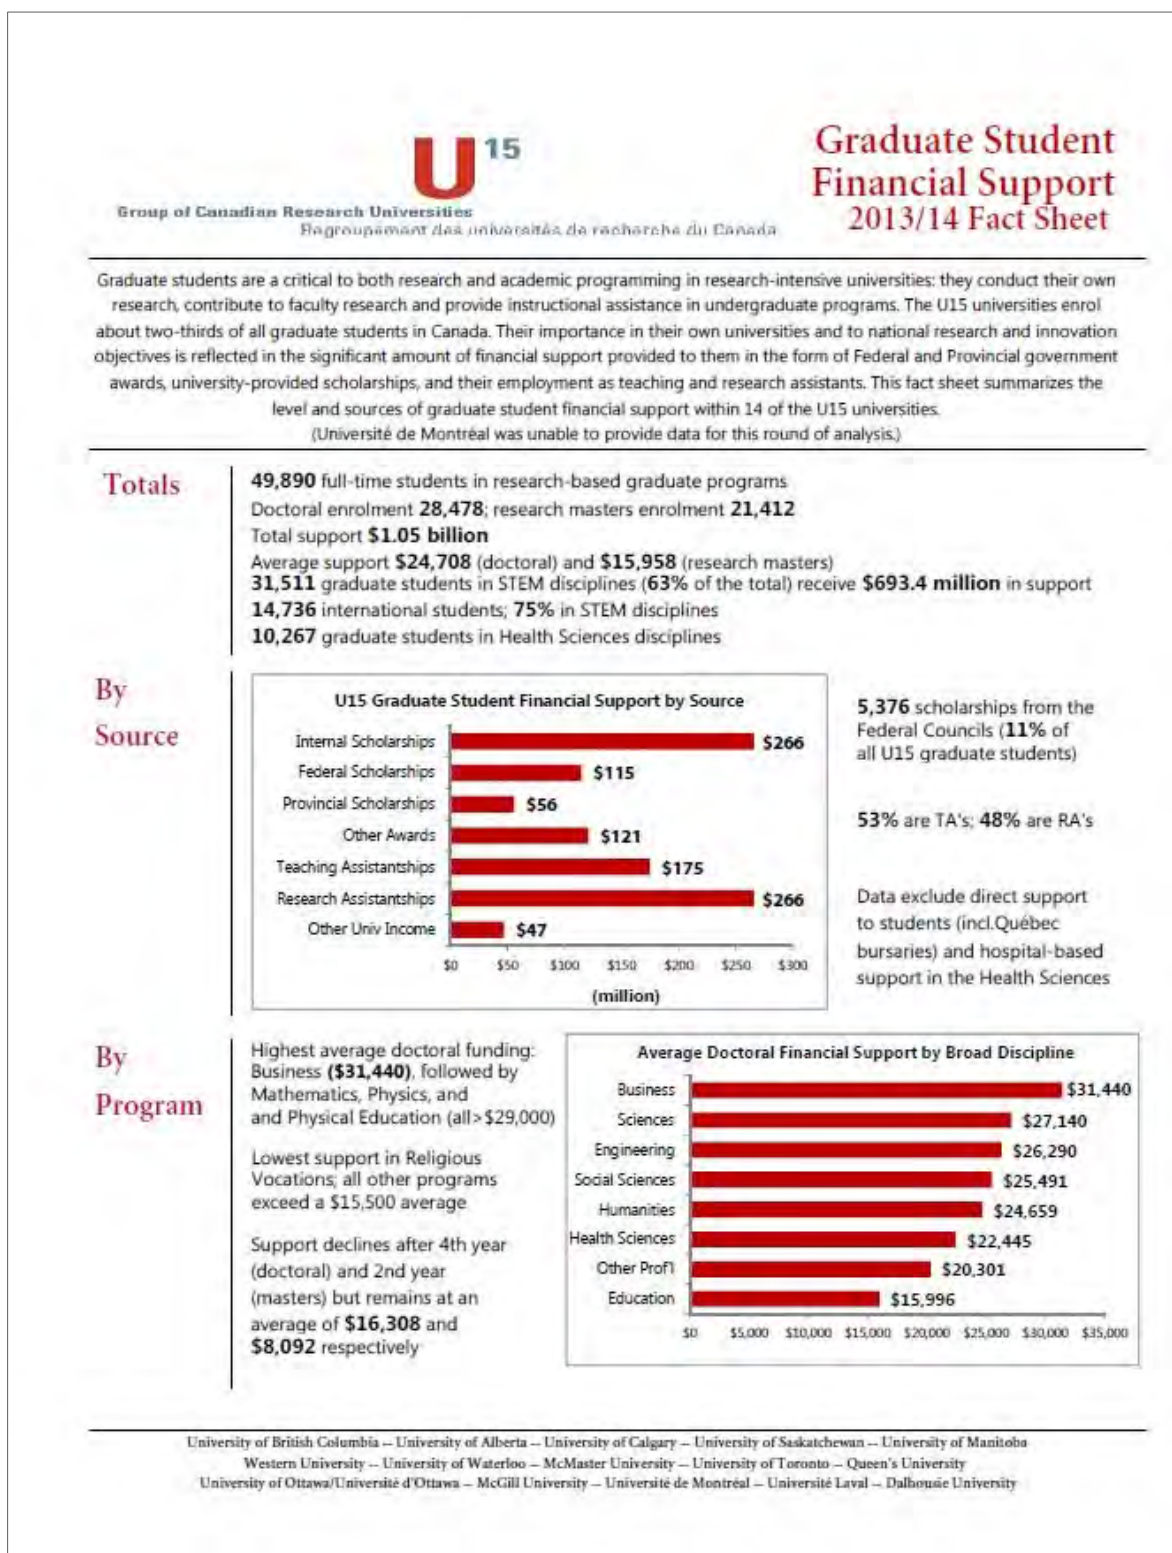 U15
Group of Canadian Research Universities
Regroupement des universités de recherche du Canada
Graduate Student
Financial Support
2013/14 Fact Sheet
Graduate students are a critical to both research and academic programming in research-intensive universities: they conduct their own
research, contribute to faculty research and provide instructional assistance in undergraduate programs. The U15 universities enrol
about two-thirds of all graduate students in Canada. Their importance in their own universities and to national research and innovation
objectives is reflected in the significant amount of financial support provided to them in the form of Federal and Provincial government
awards, university-provided scholarships, and their employment as teaching and research assistants. This fact sheet summarizes the
level and sources of graduate student financial support within 14 of the U15 universities.
(Université de Montréal was unable to provide data for this round of analysis.)
Totals
49,890 full-time students in research-based graduate programs
Doctoral enrolment 28,478; research masters enrolment 21,412
Total support $1.05 billion
Average support $24,708 (doctoral) and $15,958 (research masters)
31,511 graduate students in STEM disciplines (63% of the total) receive $693.4 million in support
14,736 international students; 75% in STEM disciplines
10,267 graduate students in Health Sciences disciplines
By
Source
U15 Graduate Student Financial Support by Source
Internal Scholarships $266
Federal Scholarships $115
Provincial Scholarships $56
Other Awards $121
Teaching Assistantships $175
Research Assistantships $266
Other Univ Income $47
$0 $50 $100 $150 $200 $250 $300
(million)
5,376 scholarships from the
Federal Councils (11% of
all U15 graduate students)
53% are TA's; 48% are RA's
Data exclude direct support
to students (incl.Québec
bursaries) and hospital-based
support in the Health Sciences
By
Program
Highest average doctoral funding:
Business ($31,440), followed by
Mathematics, Physics, and
and Physical Education (all>$29,000)
Lowest support in Religious
Vocations; all other programs
exceed a $15,500 average
Support declines after 4th year
(doctoral) and 2nd year
(masters) but remains at an
average of $16,308 and
$8,092 respectively
Average Doctoral Financial Support by Broad Discipline
Business $31,440
Sciences $27,140
Engineering $26,290
Social Sciences $25,491
Humanities $24,659
Health Sciences $22,445
Other Prof'l $20,301
Education $15,996
$0 $5,000 $10,000 $15,000 $20,000 $25,000 $30,000 $35,000
University of British Columbia -- University of Alberta -- University of Calgary -- University of Saskatchewan -- University of Manitoba
Western University -- University of Waterloo -- McMaster University -- University of Toronto -- Queen's University
University of Ottawa/Université d'Ottawa -- McGill University -- Université de Montréal -- Université Laval -- Dalhousie University